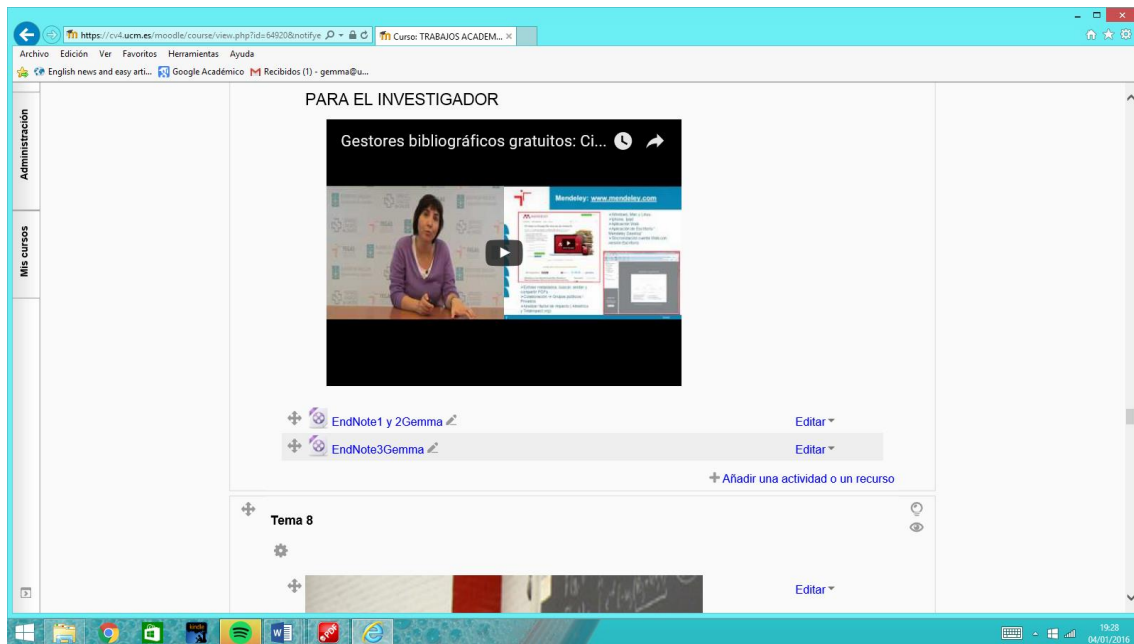 https://cv4.ucm.es/moodle/course/view.php?id=64920&notifye
Curso: TRABAJOS ACADEM...
Archivo Edición Ver Favoritos Herramientas Ayuda
English news and easy arti... Google Académico Recibidos (1) - gemma@u...
Administración
Mis cursos
PARA EL INVESTIGADOR
Gestores bibliográficos gratuitos: Ci...
Mendeley: www.mendeley.com
EndNote1 y 2Gemma Editar
EndNote3Gemma Editar
Añadir una actividad o un recurso
Tema 8
Editar
kindle
PDF
19:28
04/01/2016